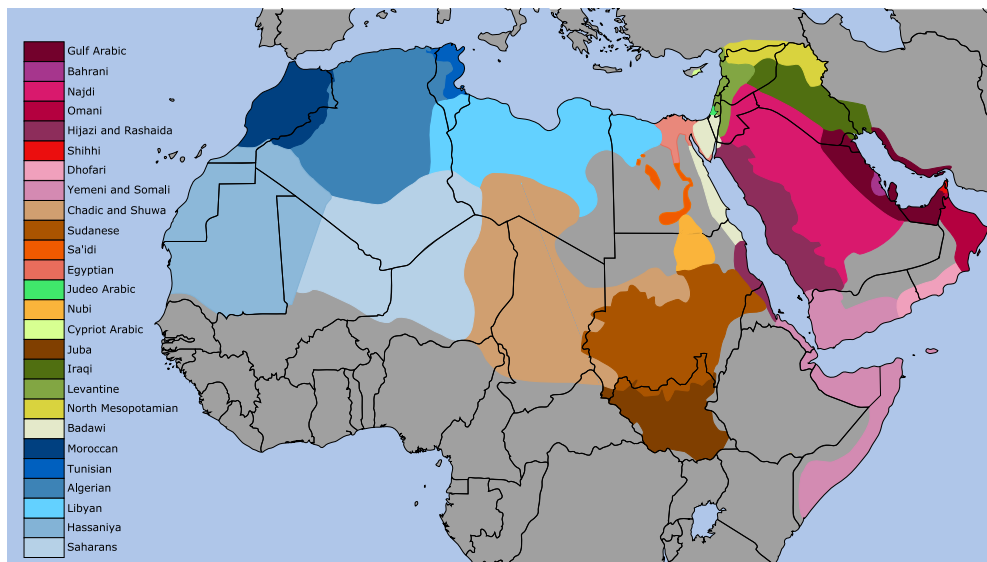 Gulf Arabic
Bahrani
Najdi
Omani
Hijazi and Rashaida
Shihhi
Dhofari
Yemeni and Somali
Chadic and Shuwa
Sudanese
Sa'idi
Egyptian
Judeo Arabic
Nubi
Cypriot Arabic
Juba
Iraqi
Levantine
North Mesopotamian
Badawi
Moroccan
Tunisian
Algerian
Libyan
Hassaniya
Saharans